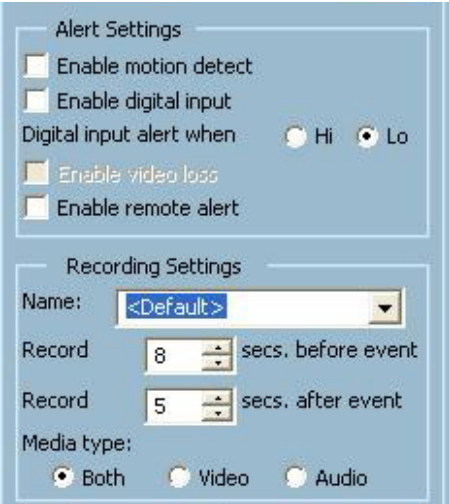 Alert Settings
Enable motion detect
Enable digital input
Digital input alert when Hi Lo
Enable video loss
Enable remote alert
Recording Settings
Name: <Default>
Record 8 secs. before event
Record 5 secs. after event
Media type:
Both Video Audio